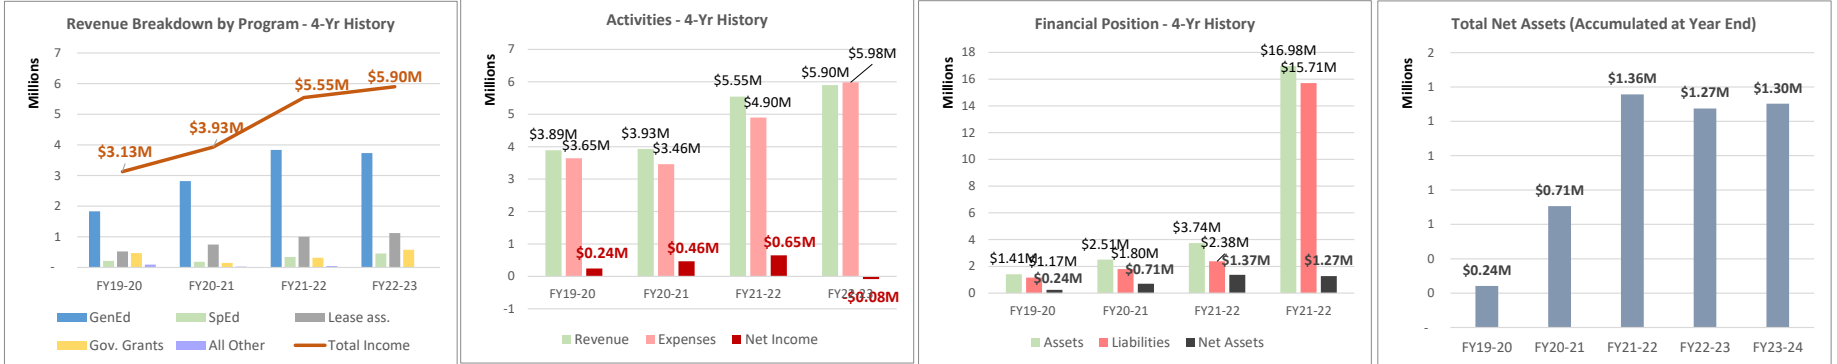 Revenue Breakdown by Program - 4-Yr History
Millions
7
6
5
4
3
2
1
-
$3.13M
$3.93M
$5.55M
$5.90M
FY19-20 FY20-21 FY21-22 FY22-23
GenEd SpEd Lease ass.
Gov. Grants All Other Total Income
Activities - 4-Yr History
Millions
7
6
5
4
3
2
1
0
-1
$3.89M
$3.65M
$0.24M
$3.93M
$3.46M
$0.46M
$5.55M
$4.90M
$0.65M
$5.90M
$5.98M
-$0.08M
FY19-20 FY20-21 FY21-22 FY22-23
Revenue Expenses Net Income
Financial Position - 4-Yr History
Millions
18
16
14
12
10
8
6
4
2
0
$1.41M
$1.17M
$0.24M
$2.51M
$1.80M
$0.71M
$3.74M
$2.38M
$1.37M
$16.98M
$15.71M
$1.27M
FY19-20 FY20-21 FY21-22 FY21-22
Assets Liabilities Net Assets
Total Net Assets (Accumulated at Year End)
Millions
2
1
1
1
1
1
0
0
-
$0.24M
$0.71M
$1.36M
$1.27M
$1.30M
FY19-20 FY20-21 FY21-22 FY22-23 FY23-24